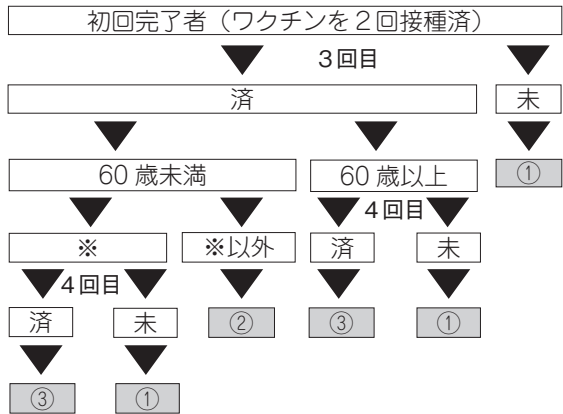 初回完了者（ワクチンを２回接種済）
３回目
済 未
60 歳未満 60 歳以上 ①
４回目
※ ※以外 済 未
４回目
済 未 ② ③ ①
③ ①